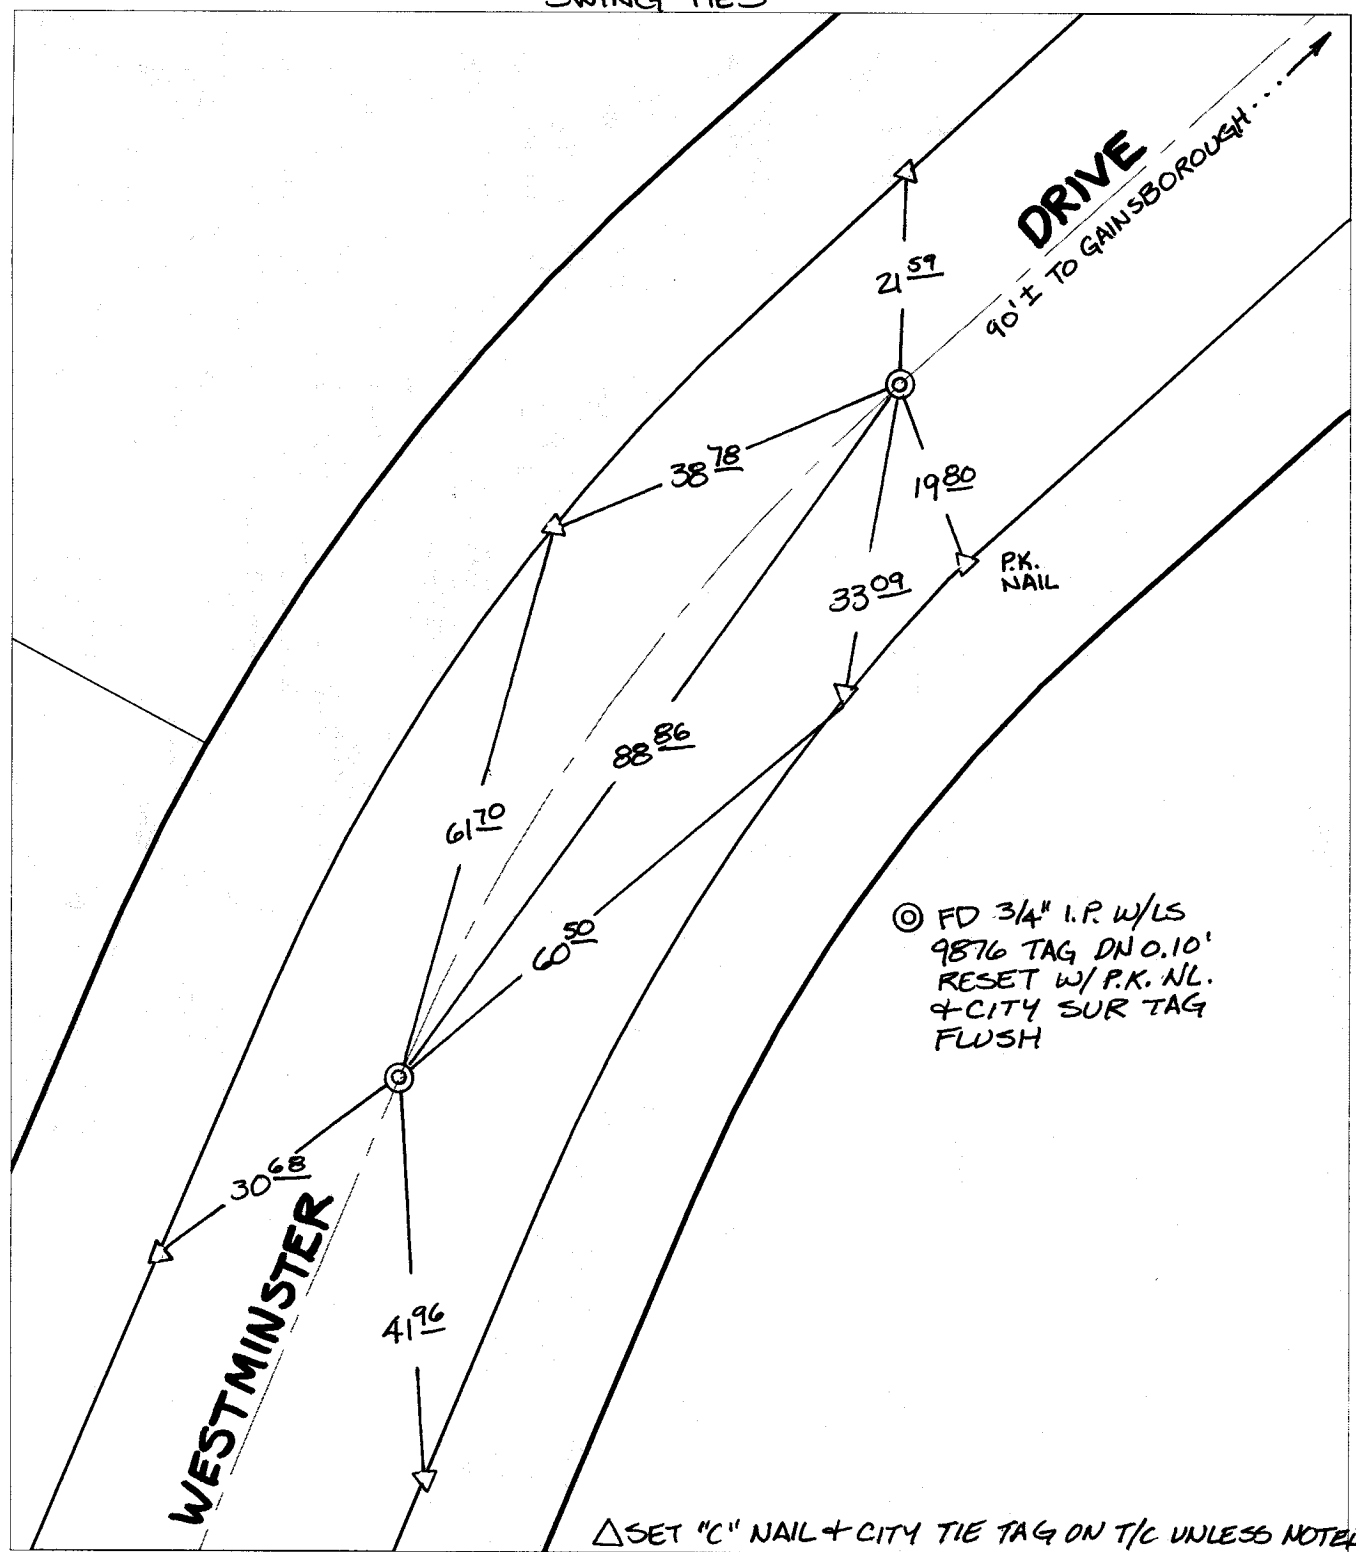 SWING TIES
DRIVE
90'± TO GAINSBOROUGH....
21 59
38 78
19 80
P.K.
NAIL
33 09
88 86
61 70
60 50
◎ FD 3/4" I.P. W/LS
9876 TAG DN 0.10'
RESET W/ P.K. NL.
& CITY SUR TAG
FLUSH
30 68
WESTMINSTER
41 96
△ SET "C" NAIL & CITY TIE TAG ON T/C UNLESS NOTED